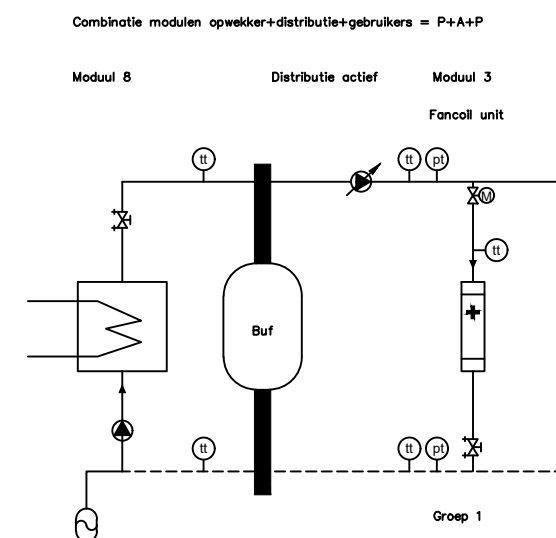 Combinatie modulen opwekker+distributie+gebruikers = P+A+P
Moduul 8
Distributie actief
Moduul 3
Fancoil unit
tt
tt
pt
M
tt
Buf
tt
tt
pt
Groep 1